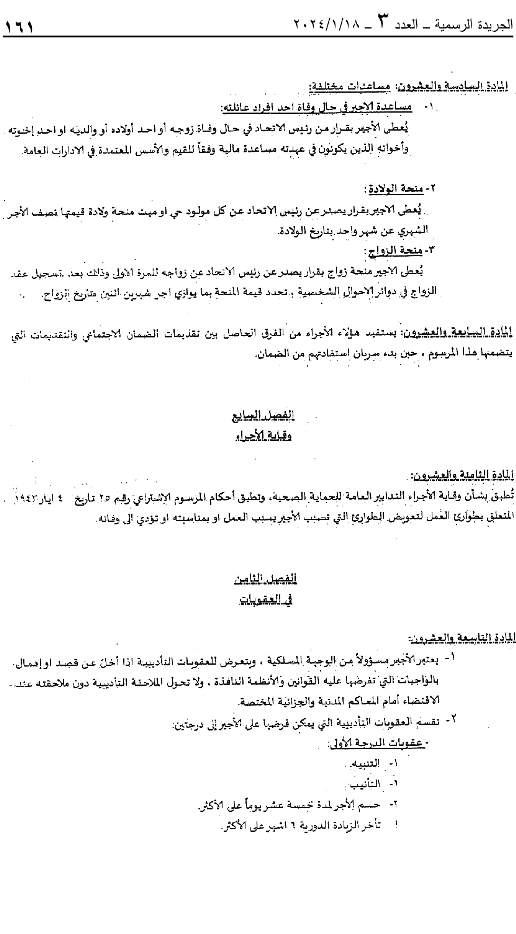 الجريدة الرسمية – العدد ٣ – ٢٠٢٤/١/١٨
١٦١
المادة السادسة والعشرون: مساعدات مختلفة:
١- مساعدة الاجير في حال وفاة احد افراد عائلته:
يُعطى الأجير بقرار من رئيس الاتحاد في حال وفاة زوجه أو احد أولاده أو والديه او احد إخوته
وأخواته الذين يكونون في عهدته مساعدة مالية وفقاً للقيم والأسس المعتمدة في الادارات العامة.
٢- منحة الولادة:
يُعطى الاجير بقرار يصدر عن رئيس الاتحاد عن كل مولود حي او ميت منحة ولادة قيمتها نصف الأجر
الشهري عن شهر واحد بتاريخ الولادة.
٣- منحة الزواج:
يُعطى الاجير منحة زواج بقرار يصدر عن رئيس الاتحاد عن زواجه للمرة الأولى وذلك بعد تسجيل عقد
الزواج في دوائر الاحوال الشخصية، تحدد قيمة المنحة بما يوازي اجر شهرين اثنين بتاريخ الزواج.
المادة السابعة والعشرون: يستفيد هؤلاء الأجراء من الفرق الحاصل بين تقديمات الضمان الاجتماعي والتقديمات التي
يتضمنها هذا المرسوم، حين بدء سريان إستفادتهم من الضمان.
الفصل السابع
وقاية الأجراء
المادة الثامنة والعشرون:
تُطبق بشأن وقاية الأجراء التدابير العامة للحماية الصحية، وتطبق أحكام المرسوم الإشتراعي رقم ٢٥ تاريخ ٤ ايار ١٩٤٣
المتعلق بطوارئ العمل لتعويض الطوارئ التي تصيب الأجير بسبب العمل او بمناسبته او تؤدي الى وفاته.
الفصل الثامن
في العقوبات
المادة التاسعة والعشرون:
١- يعتبر الأجير مسؤولاً من الوجهة المسلكية، ويتعرض للعقوبات التأديبية اذا أخلّ عن قصد او إهمال
بالواجبات التي تفرضها عليه القوانين والأنظمة النافذة، ولا تحول الملاحقة التأديبية دون ملاحقته عند
الاقتضاء أمام المحاكم المدنية والجزائية المختصة.
٢- تقسم العقوبات التأديبية التي يمكن فرضها على الأجير إلى درجتين:
- عقوبات الدرجة الأولى:
١- التنبيه.
١- التأنيب
٢- حسم الأجر لمدة خمسة عشر يوماً على الأكثر.
تأخر الزيادة الدورية ٦ اشهر على الأكثر.